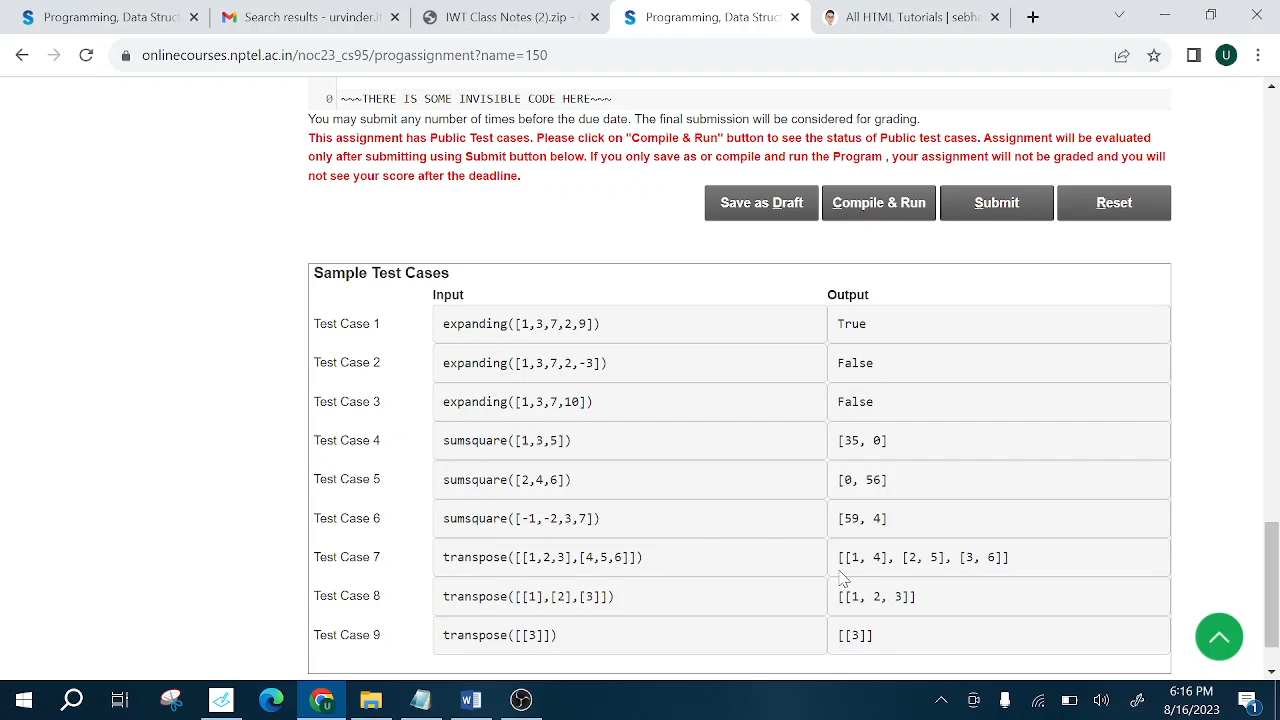 Programming, Data Struct
Search results - urvinder.it
IWT Class Notes (2).zip - G
Programming, Data Struct
All HTML Tutorials | sebha
onlinecourses.nptel.ac.in/noc23_cs95/progassignment?name=150
U
0 ~~~THERE IS SOME INVISIBLE CODE HERE~~~
You may submit any number of times before the due date. The final submission will be considered for grading.
This assignment has Public Test cases. Please click on "Compile & Run" button to see the status of Public test cases. Assignment will be evaluated
only after submitting using Submit button below. If you only save as or compile and run the Program , your assignment will not be graded and you will
not see your score after the deadline.
Save as Draft Compile & Run Submit Reset
Sample Test Cases
Input Output
Test Case 1 expanding([1,3,7,2,9]) True
Test Case 2 expanding([1,3,7,2,-3]) False
Test Case 3 expanding([1,3,7,10]) False
Test Case 4 sumsquare([1,3,5]) [35, 0]
Test Case 5 sumsquare([2,4,6]) [0, 56]
Test Case 6 sumsquare([-1,-2,3,7]) [59, 4]
Test Case 7 transpose([[1,2,3],[4,5,6]]) [[1, 4], [2, 5], [3, 6]]
Test Case 8 transpose([[1],[2],[3]]) [[1, 2, 3]]
Test Case 9 transpose([[3]]) [[3]]
6:16 PM
8/16/2023
1